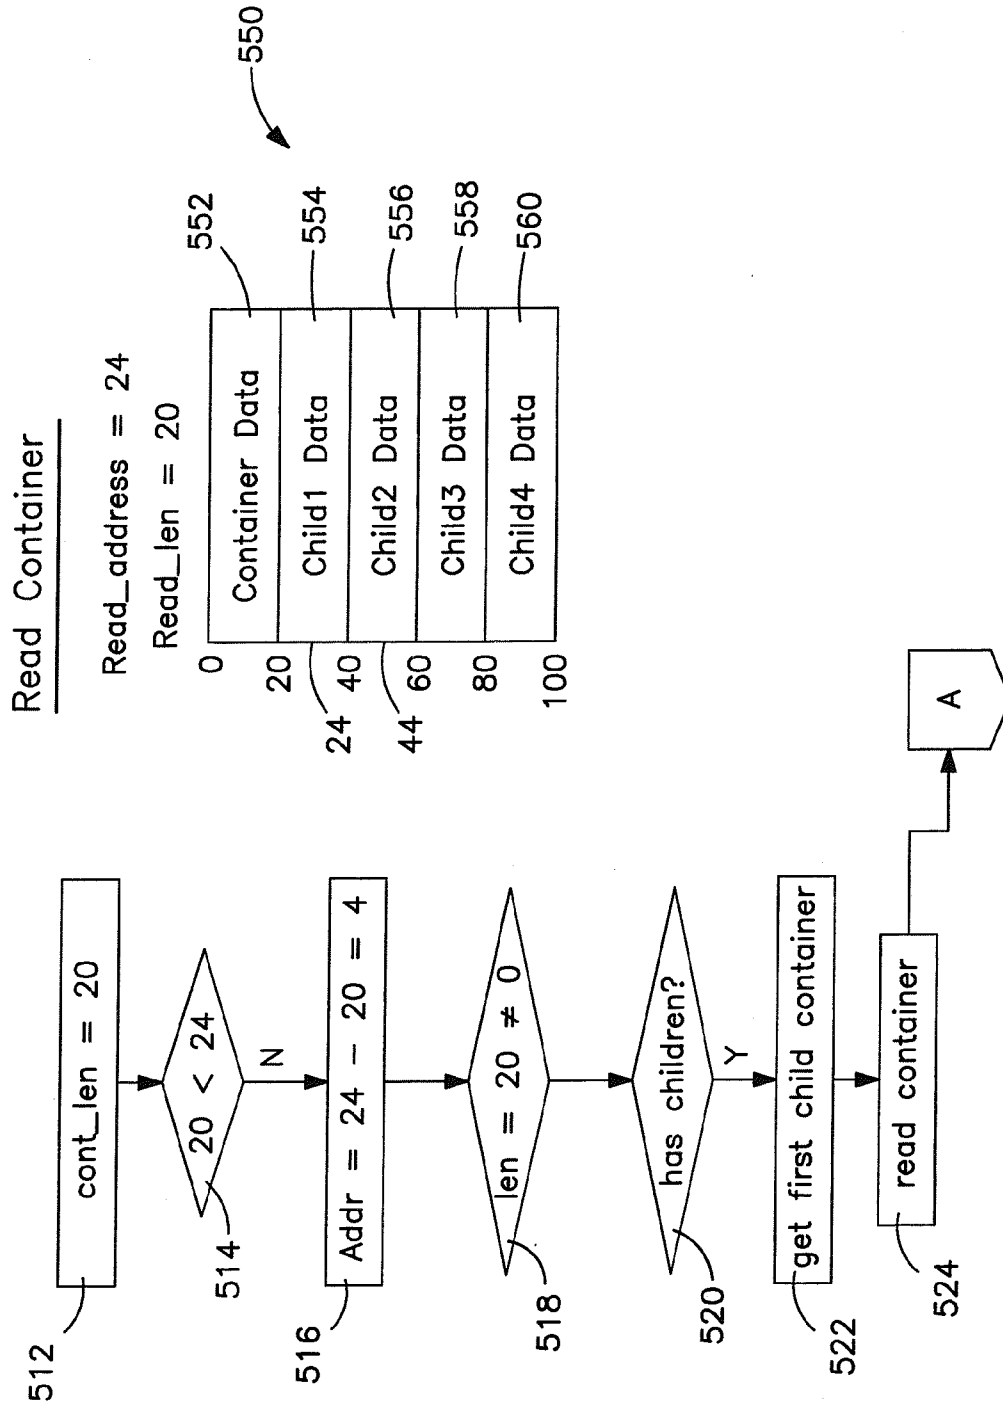 Read Container
Read_address = 24
Read_len = 20
550
0
20
40
60
80
100
24
44
Container Data
Child1 Data
Child2 Data
Child3 Data
Child4 Data
552
554
556
558
560
512
cont_len = 20
514
20 < 24
N
516
Addr = 24 - 20 = 4
518
len = 20 ≠ 0
520
has children?
Y
522
get first child container
524
read container
A